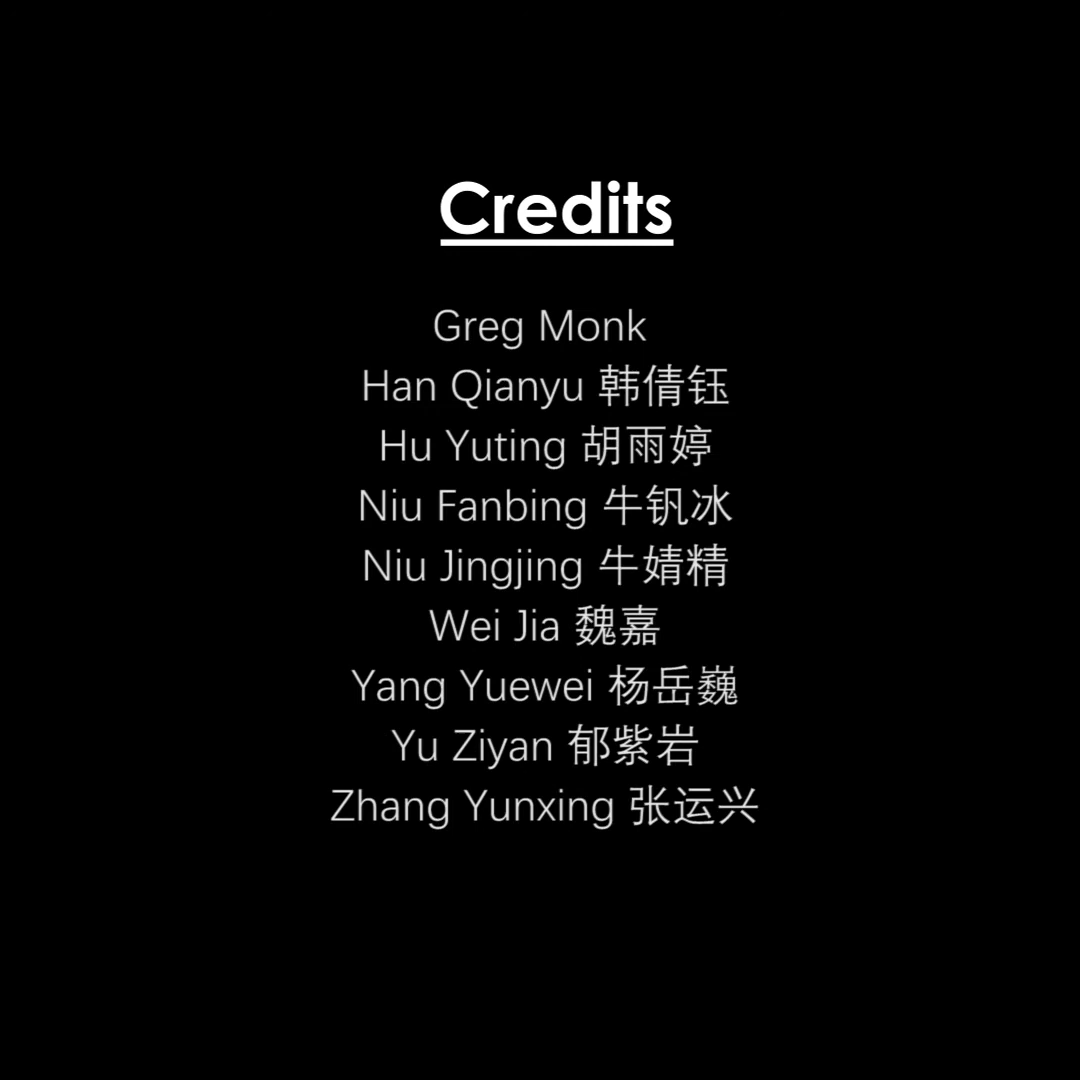 Credits
Greg Monk
Han Qianyu 韩倩钰
Hu Yuting 胡雨婷
Niu Fanbing 牛钒冰
Niu Jingjing 牛婧精
Wei Jia 魏嘉
Yang Yuewei 杨岳巍
Yu Ziyan 郁紫岩
Zhang Yunxing 张运兴